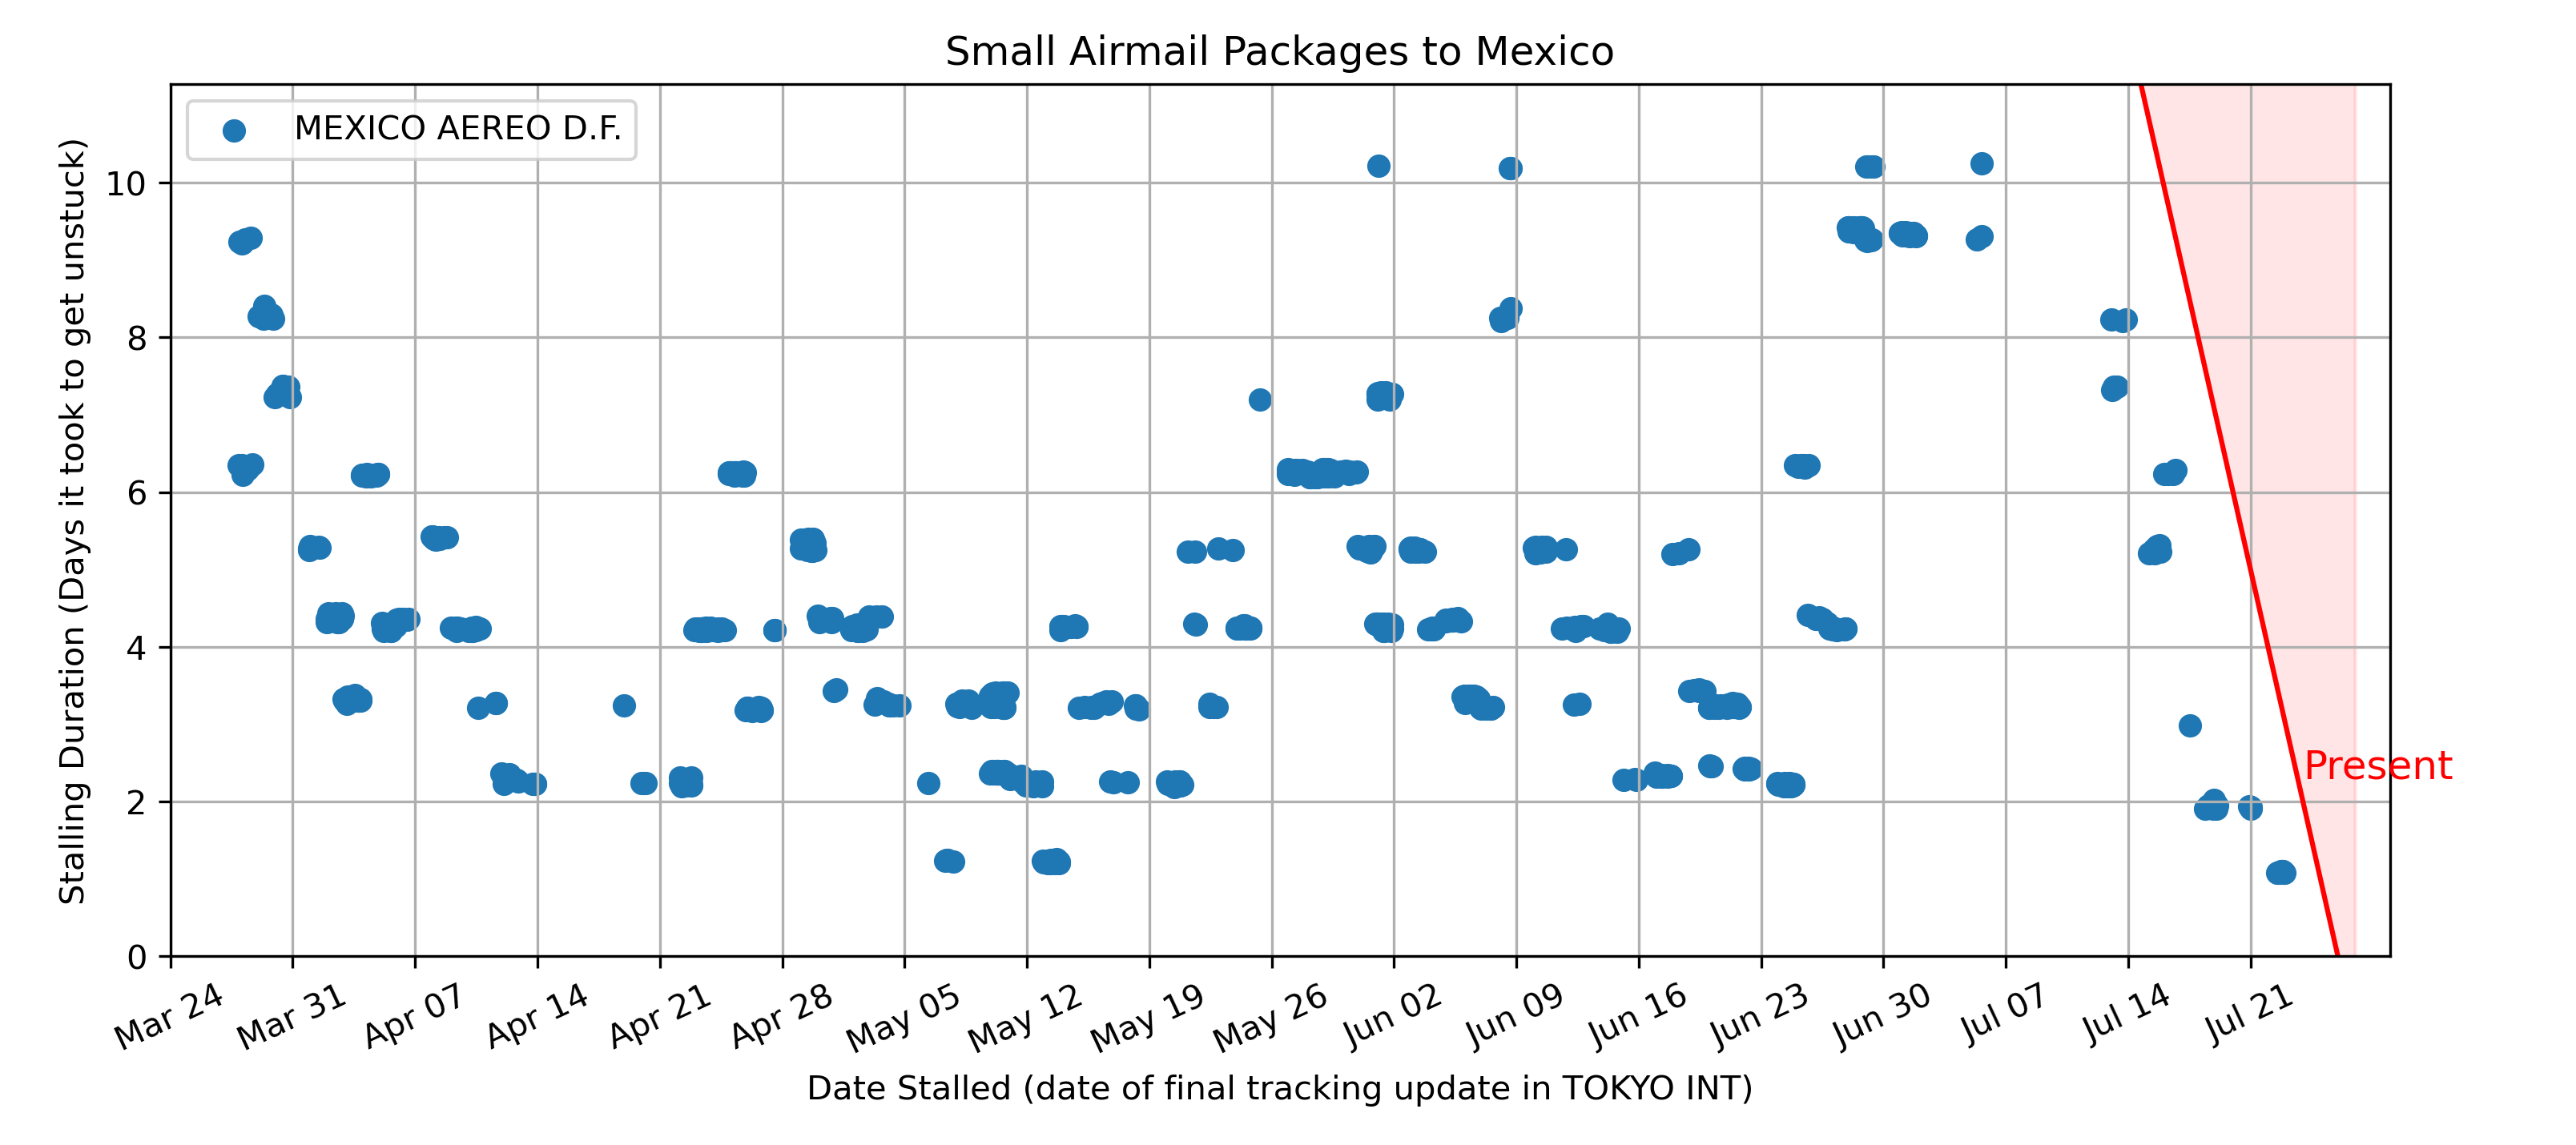 Small Airmail Packages to Mexico
MEXICO AEREO D.F.
Stalling Duration (Days it took to get unstuck)
10
8
6
4
2
0
Present
Mar 24
Mar 31
Apr 07
Apr 14
Apr 21
Apr 28
May 05
May 12
May 19
May 26
Jun 02
Jun 09
Jun 16
Jun 23
Jun 30
Jul 07
Jul 14
Jul 21
Date Stalled (date of final tracking update in TOKYO INT)